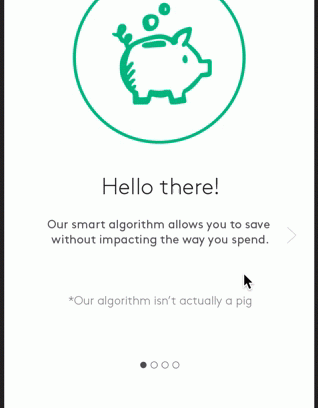 Hello there!
Our smart algorithm allows you to save
without impacting the way you spend.
*Our algorithm isn't actually a pig